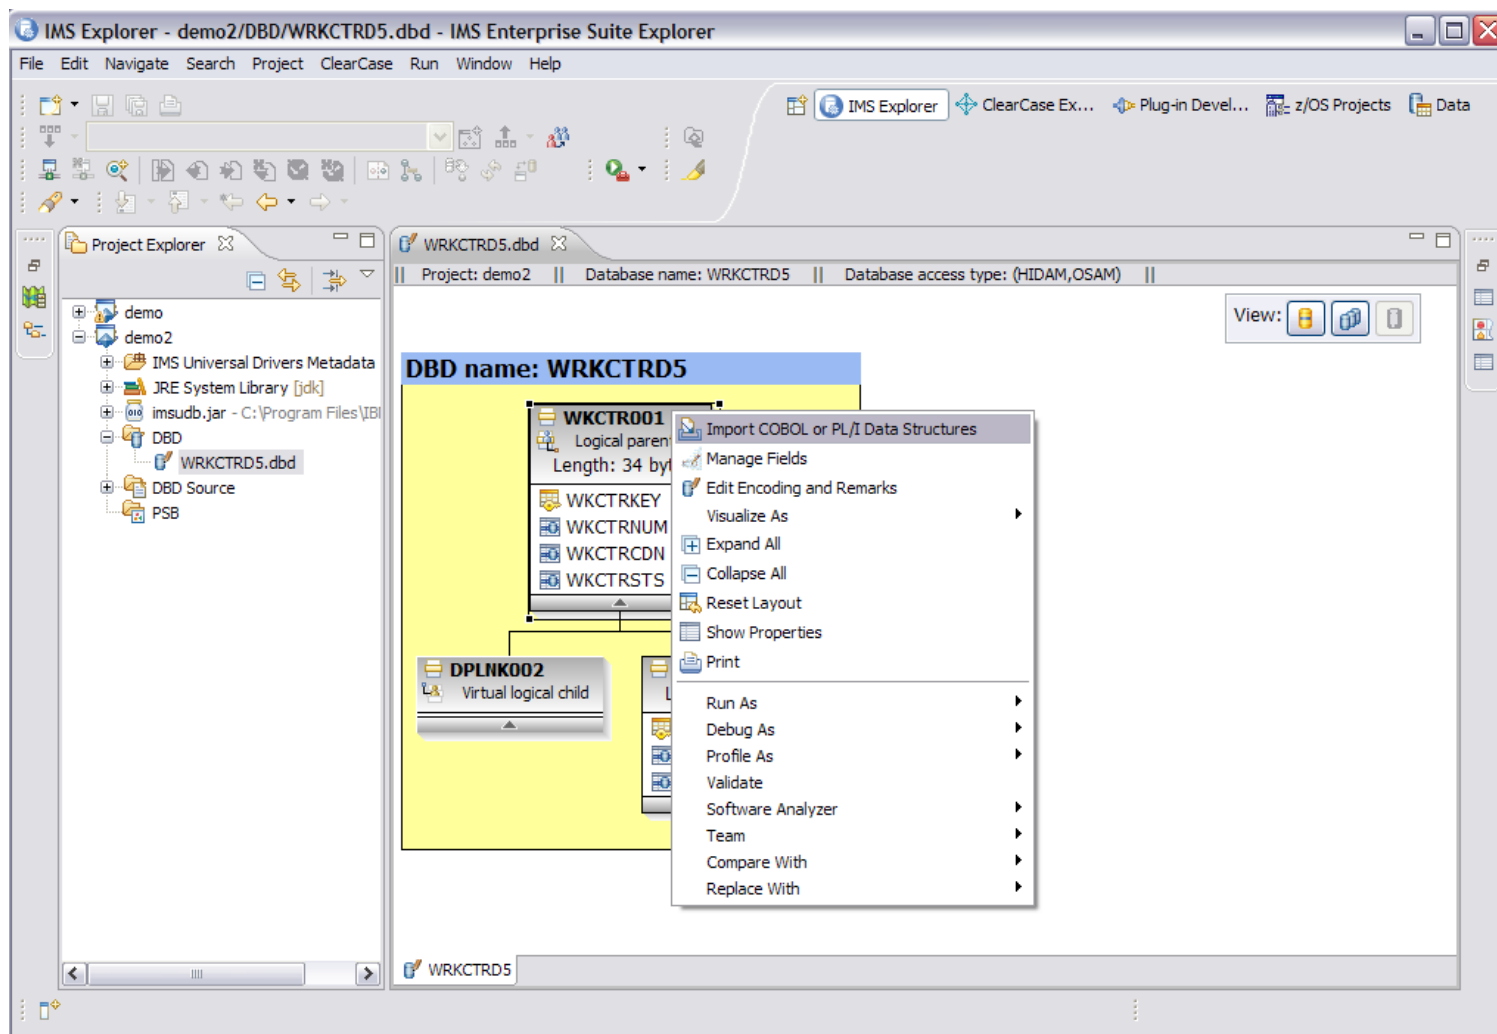 IMS Explorer - demo2/DBD/WRKCTRD5.dbd - IMS Enterprise Suite Explorer
File Edit Navigate Search Project ClearCase Run Window Help
IMS Explorer ClearCase Ex... Plug-in Devel... z/OS Projects Data
Project Explorer
WRKCTRD5.dbd
Project: demo2 || Database name: WRKCTRD5 || Database access type: (HIDAM,OSAM) ||
View:
demo
demo2
IMS Universal Drivers Metadata
JRE System Library [jdk]
imsudb.jar - C:\Program Files\IB
DBD
WRKCTRD5.dbd
DBD Source
PSB
DBD name: WRKCTRD5
WKCTR001
Logical paren
Length: 34 by
WKCTRKEY
WKCTRNUM
WKCTRCDN
WKCTRSTS
DPLNK002
Virtual logical child
L
Import COBOL or PL/I Data Structures
Manage Fields
Edit Encoding and Remarks
Visualize As
Expand All
Collapse All
Reset Layout
Show Properties
Print
Run As
Debug As
Profile As
Validate
Software Analyzer
Team
Compare With
Replace With
WRKCTRD5